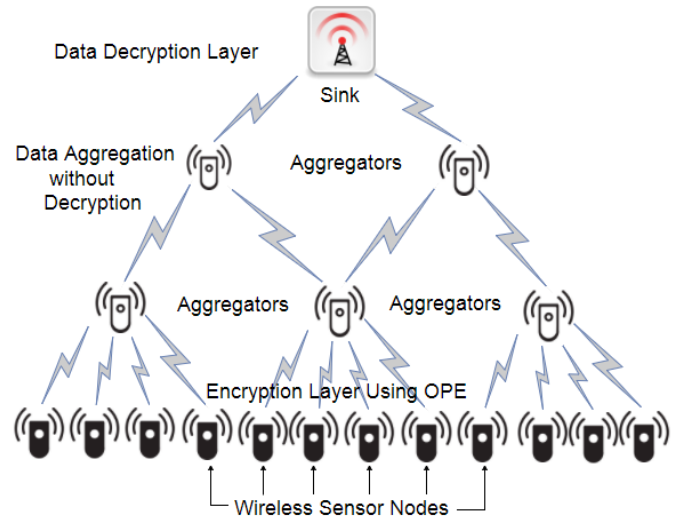 Data Decryption Layer
Sink
Data Aggregation
without
Decryption
Aggregators
Aggregators
Aggregators
Encryption Layer Using OPE
Wireless Sensor Nodes